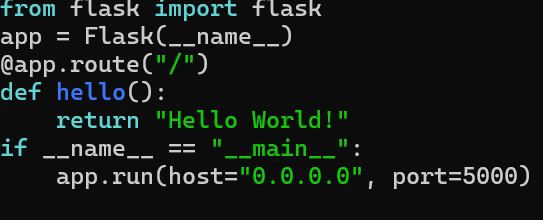 from flask import flask
app = Flask(__name__)
@app.route("/")
def hello():
    return "Hello World!"
if __name__ == "__main__":
    app.run(host="0.0.0.0", port=5000)